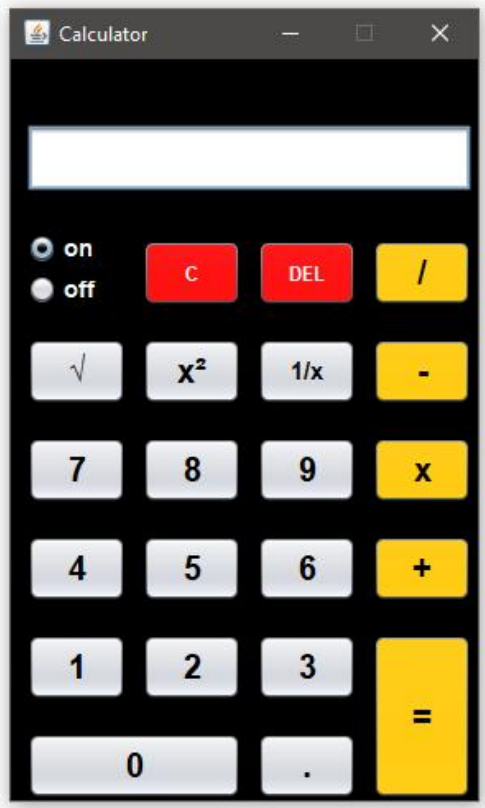 Calculator
on
off
C DEL /
√ x² 1/x -
7 8 9 x
4 5 6 +
1 2 3
=
0 .